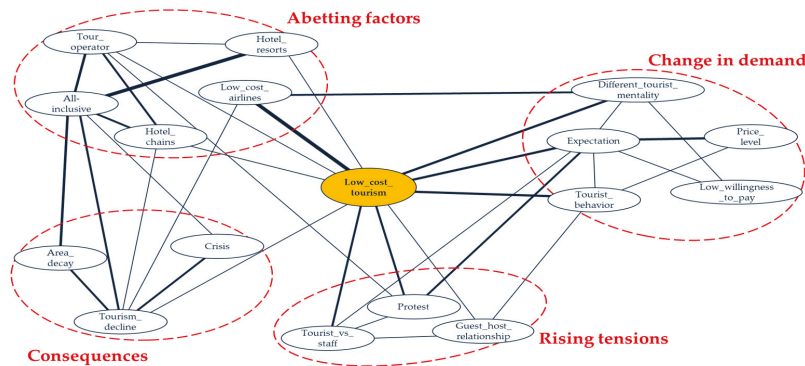 Abetting factors
Tour_
operator
Hotel_
resorts
All-
inclusive
Low_cost_
airlines
Hotel_
chains
Change in demand
Different_tourist_
mentality
Expectation
Price_
level
Low_willingness
_to_pay
Tourist_
behavior
Low_cost_
tourism
Area_
decay
Crisis
Tourism_
decline
Consequences
Protest
Tourist_vs_
staff
Guest_host_
relationship
Rising tensions